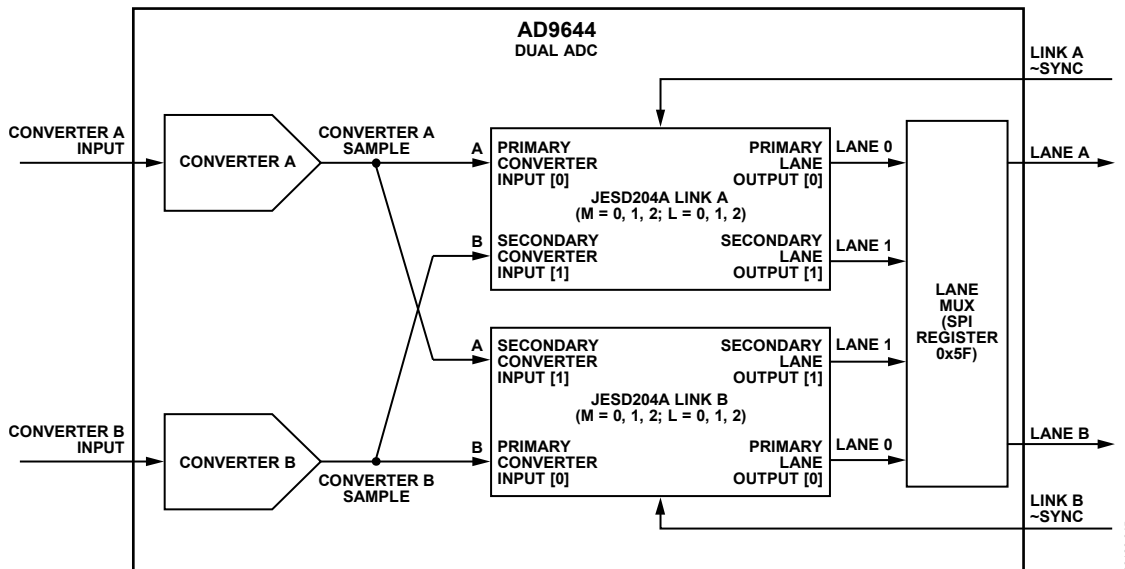 AD9644
DUAL ADC
LINK A
~SYNC
CONVERTER A
INPUT
CONVERTER A
CONVERTER A
SAMPLE
A
PRIMARY
CONVERTER
INPUT [0]
PRIMARY
LANE
OUTPUT [0]
JESD204A LINK A
(M = 0, 1, 2; L = 0, 1, 2)
B
SECONDARY
CONVERTER
INPUT [1]
SECONDARY
LANE
OUTPUT [1]
LANE 0
LANE 1
LANE A
LANE
MUX
(SPI
REGISTER
0x5F)
A
SECONDARY
CONVERTER
INPUT [1]
SECONDARY
LANE
OUTPUT [1]
LANE 1
JESD204A LINK B
(M = 0, 1, 2; L = 0, 1, 2)
CONVERTER B
INPUT
CONVERTER B
CONVERTER B
SAMPLE
B
PRIMARY
CONVERTER
INPUT [0]
PRIMARY
LANE
OUTPUT [0]
LANE 0
LANE B
LINK B
~SYNC